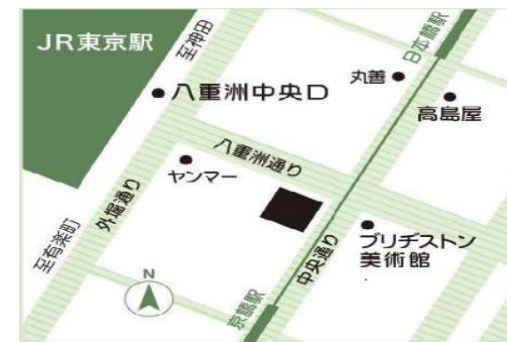 JR東京駅
至神田
日本橋駅
丸善
高島屋
八重洲中央口
八重洲通り
ヤンマー
外堀通り
至有楽町
中央通り
ブリヂストン
美術館
N
京橋駅